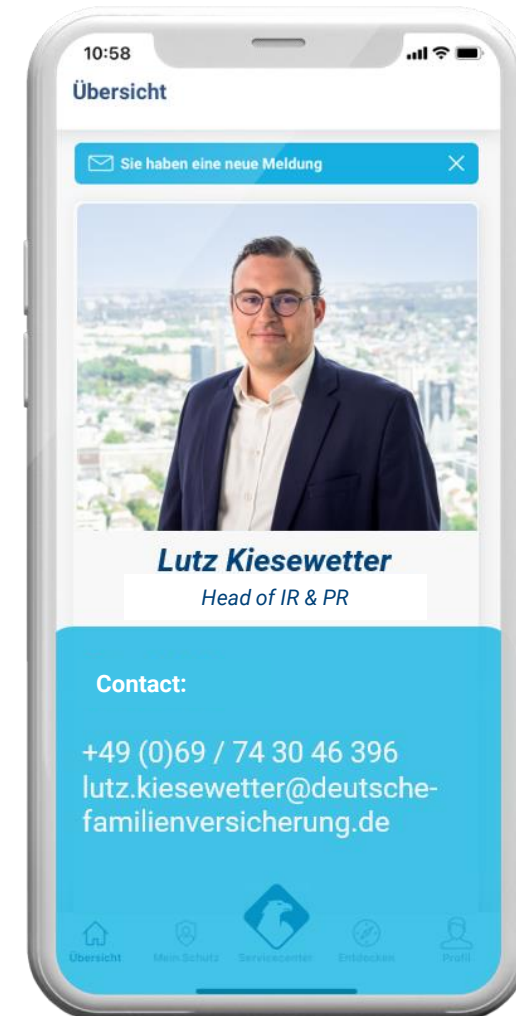 10:58
Übersicht
Sie haben eine neue Meldung
Lutz Kiesewetter
Head of IR & PR
Contact:
+49 (0)69 / 74 30 46 396
lutz.kiesewetter@deutsche-
familienversicherung.de
Übersicht Mein Schutz Servicecenter Entdecken Profil